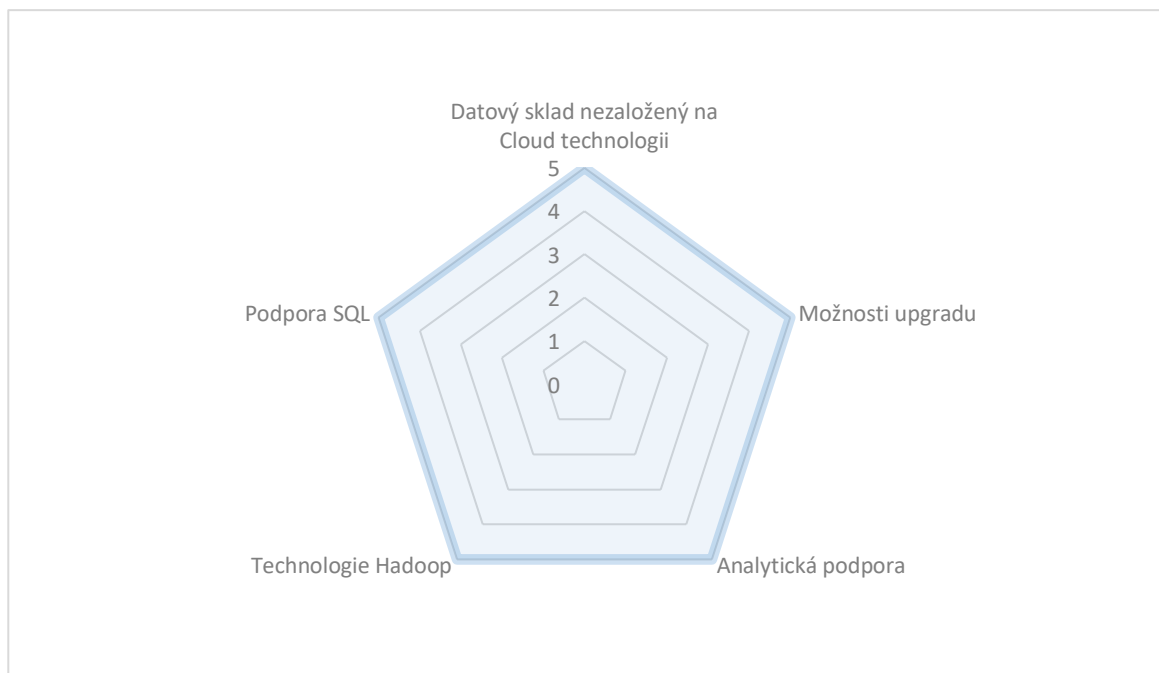 Datový sklad nezaložený na
Cloud technologii
5
4
3
2
1
0
Podpora SQL
Možnosti upgradu
Technologie Hadoop
Analytická podpora